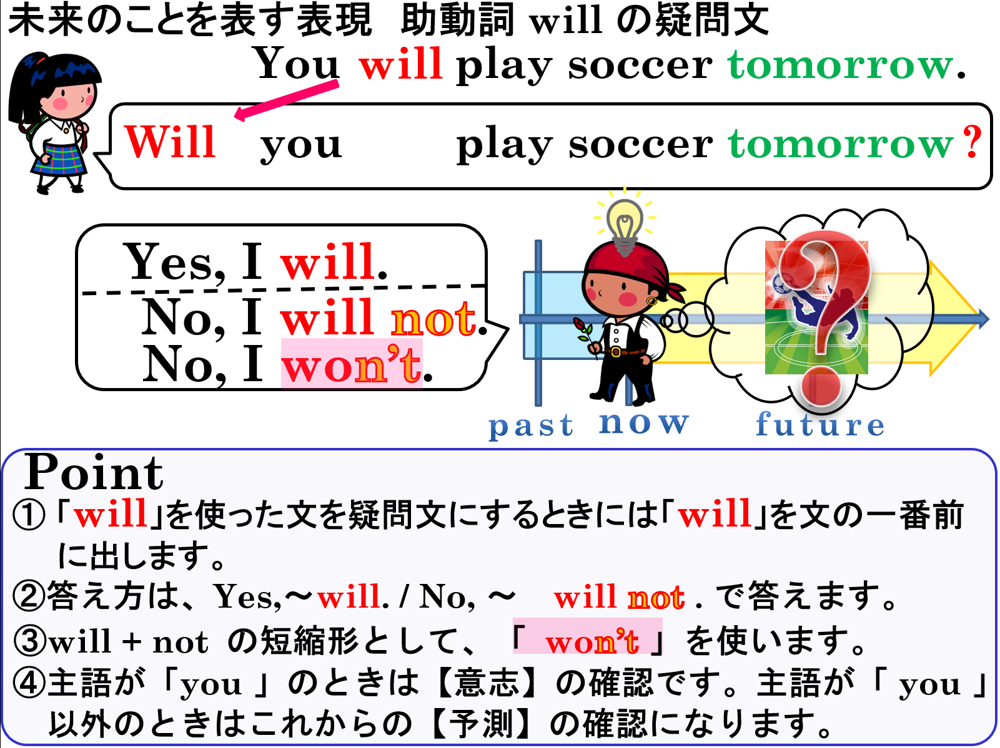 未来のことを表す表現　助動詞 will の疑問文
You will play soccer tomorrow.
Will you play soccer tomorrow?
Yes, I will.
No, I will not.
No, I won't.
past now future
Point
①「will」を使った文を疑問文にするときには「will」を文の一番前
に出します。
②答え方は、Yes,～will. / No, ～ will not . で答えます。
③will + not の短縮形として、「 won't 」を使います。
④主語が「you 」のときは【意志】の確認です。主語が「 you 」
以外のときはこれからの【予測】の確認になります。